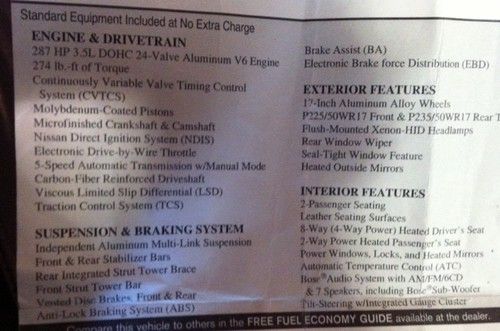 Standard Equipment Included at No Extra Charge
ENGINE & DRIVETRAIN
287 HP 3.5L DOHC 24-Valve Aluminum V6 Engine
274 lb.-ft of Torque
Continuously Variable Valve Timing Control
System (CVTCS)
Molybdenum-Coated Pistons
Microfinished Crankshaft & Camshaft
Nissan Direct Ignition System (NDIS)
Electronic Drive-by-Wire Throttle
5-Speed Automatic Transmission w/Manual Mode
Carbon-Fiber Reinforced Driveshaft
Viscous Limited Slip Differential (LSD)
Traction Control System (TCS)
SUSPENSION & BRAKING SYSTEM
Independent Aluminum Multi-Link Suspension
Front & Rear Stabilizer Bars
Rear Integrated Strut Tower Brace
Front Strut Tower Bar
Vented Disc Brakes, Front & Rear
Anti-Lock Braking System (ABS)
Brake Assist (BA)
Electronic Brake force Distribution (EBD)
EXTERIOR FEATURES
17-Inch Aluminum Alloy Wheels
P225/50WR17 Front & P235/50WR17 Rear T
Flush-Mounted Xenon-HID Headlamps
Rear Window Wiper
Seal-Tight Window Feature
Heated Outside Mirrors
INTERIOR FEATURES
2-Passenger Seating
Leather Seating Surfaces
8-Way (4-Way Power) Heated Driver's Seat
2-Way Power Heated Passenger's Seat
Power Windows, Locks, and Heated Mirrors
Automatic Temperature Control (ATC)
Bose® Audio System with AM/FM/6CD
& 7 Speakers, including Bose® Sub-Woofer
Tilt-Steering w/Integrated Gauge Cluster
Compare this vehicle to others in the FREE FUEL ECONOMY GUIDE available at the dealer.